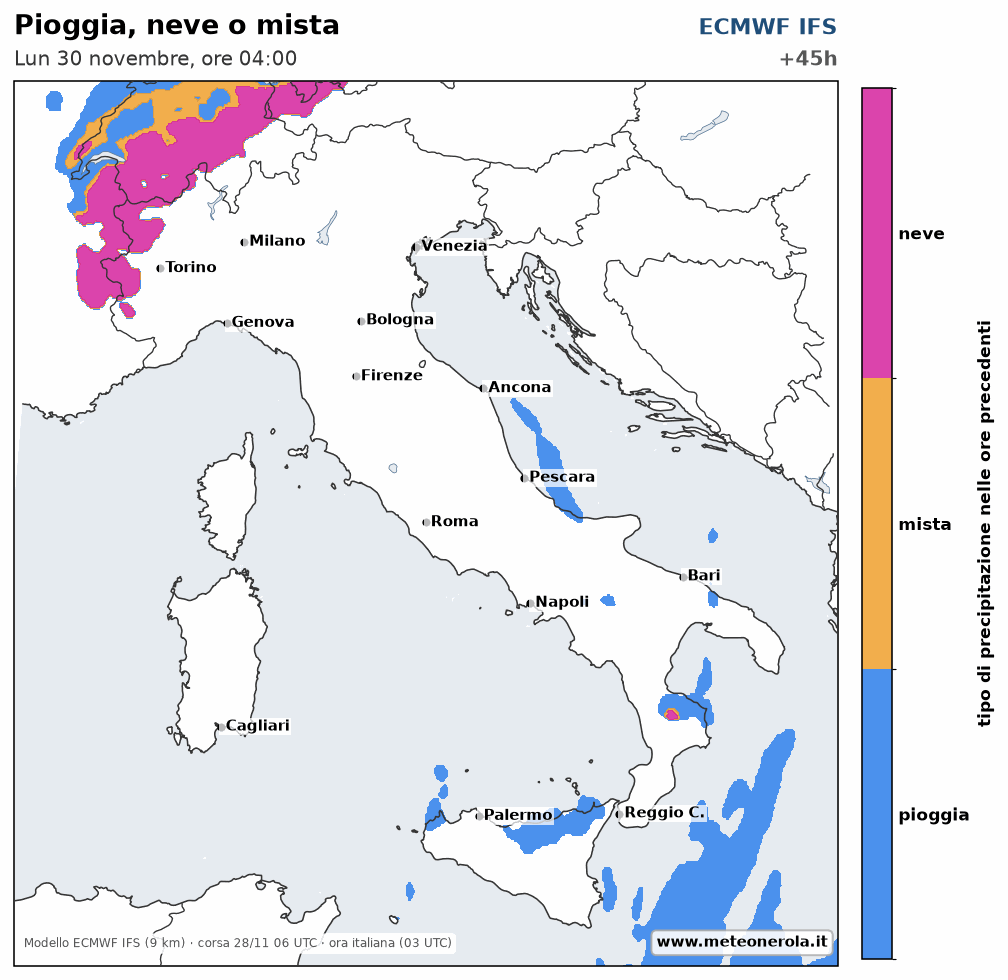 Pioggia, neve o mista
ECMWF IFS
Lun 30 novembre, ore 04:00
+45h
Milano
Venezia
Torino
Genova
Bologna
Firenze
Ancona
Pescara
Roma
Bari
Napoli
Cagliari
Palermo
Reggio C.
neve
mista
pioggia
tipo di precipitazione nelle ore precedenti
Modello ECMWF IFS (9 km) · corsa 28/11 06 UTC · ora italiana (03 UTC)
www.meteonerola.it